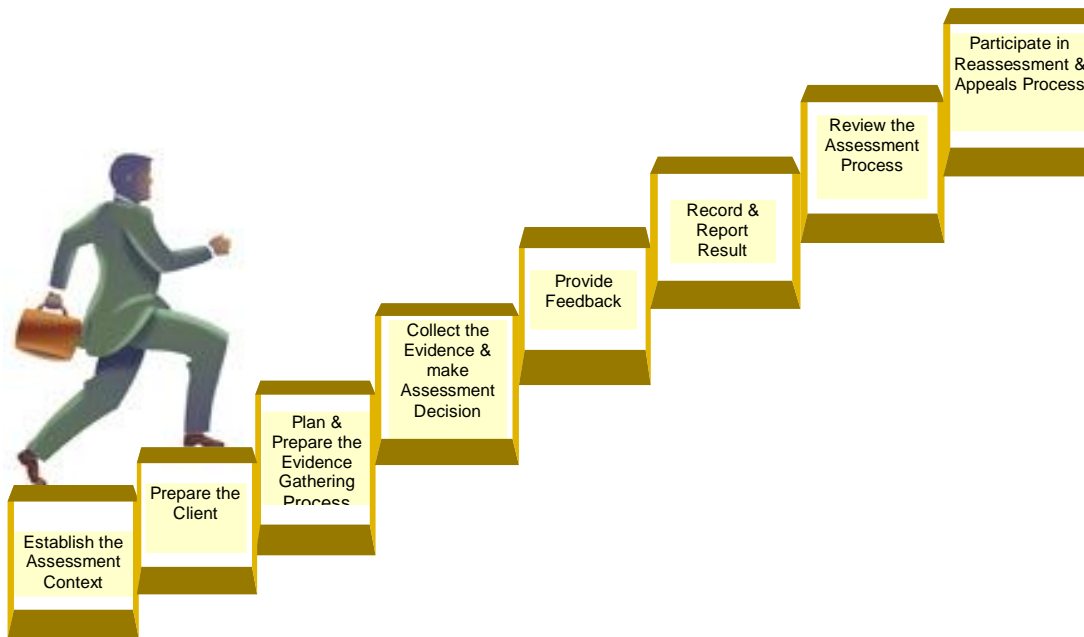 Establish the
Assessment
Context
Prepare the
Client
Plan &
Prepare the
Evidence
Gathering
Process
Collect the
Evidence &
make
Assessment
Decision
Provide
Feedback
Record &
Report
Result
Review the
Assessment
Process
Participate in
Reassessment &
Appeals Process